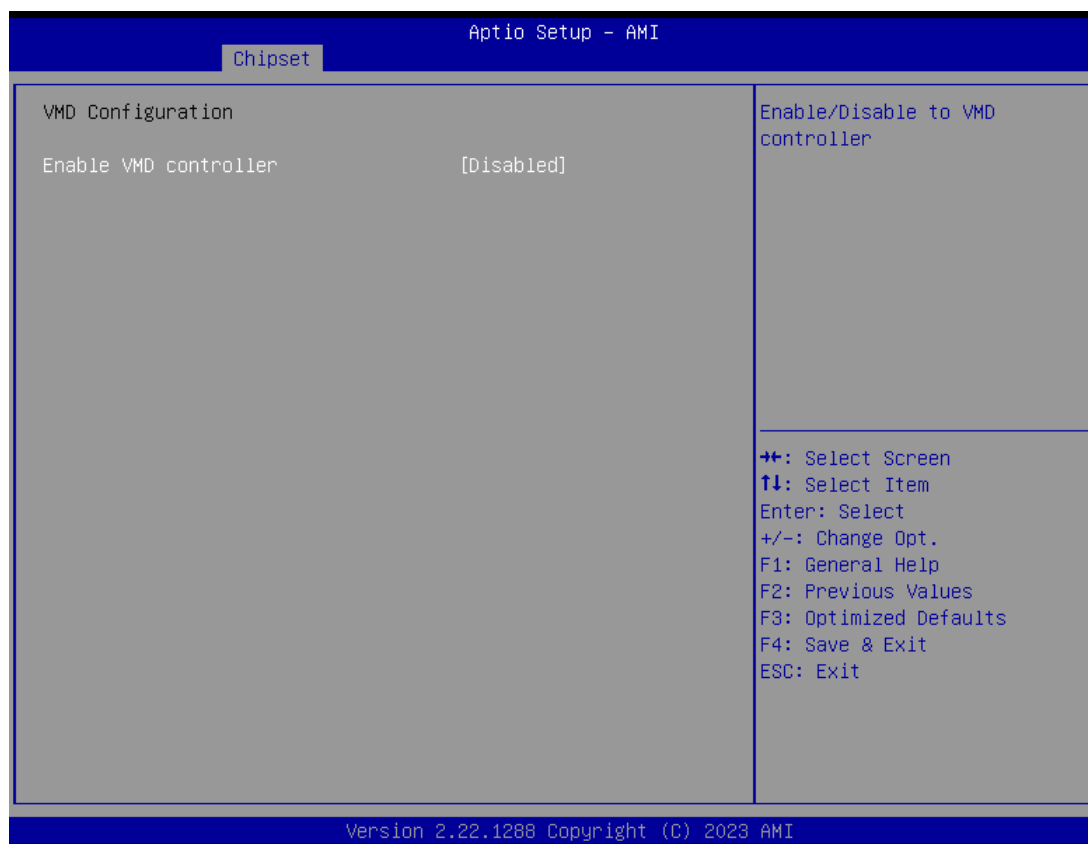 Aptio Setup – AMI
Chipset
VMD Configuration
Enable VMD controller [Disabled]
Enable/Disable to VMD
controller
→←: Select Screen
↑↓: Select Item
Enter: Select
+/-: Change Opt.
F1: General Help
F2: Previous Values
F3: Optimized Defaults
F4: Save & Exit
ESC: Exit
Version 2.22.1288 Copyright (C) 2023 AMI